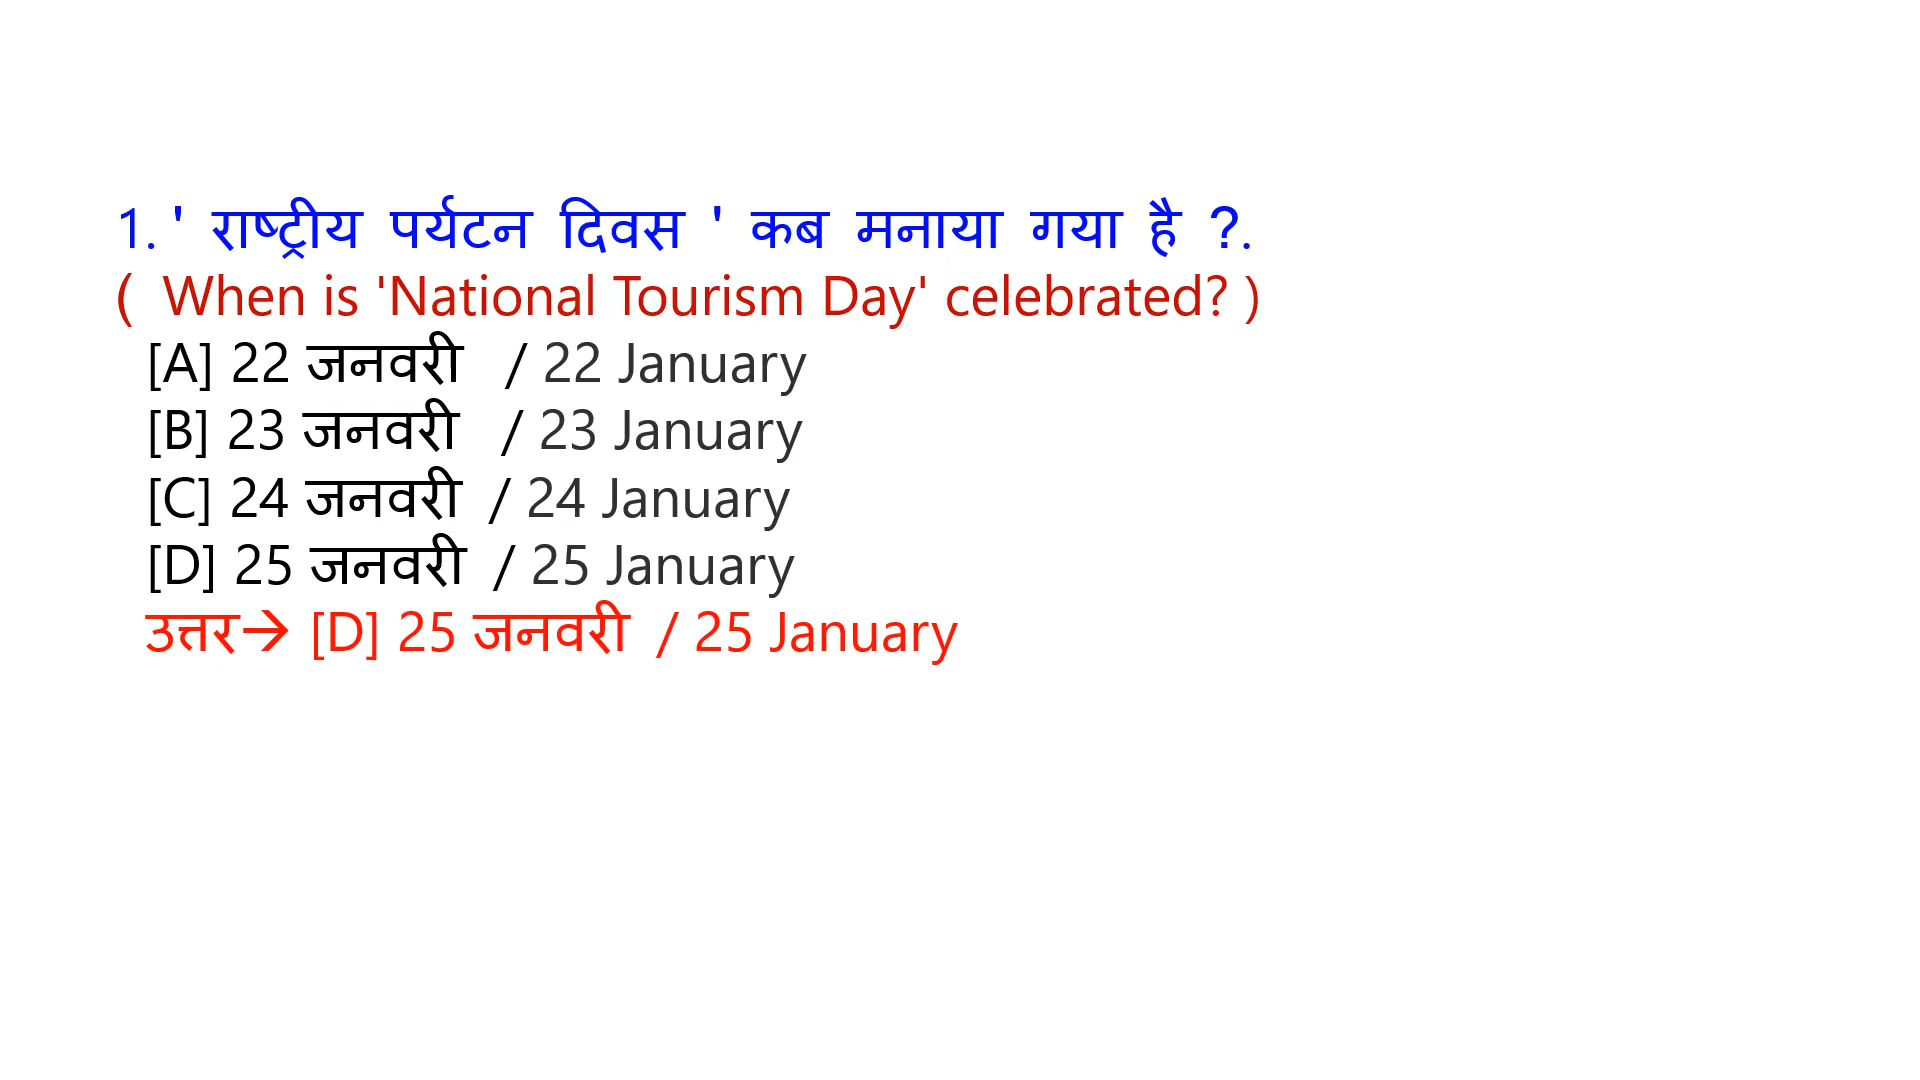 1. ' राष्ट्रीय पर्यटन दिवस ' कब मनाया गया है ?.
( When is 'National Tourism Day' celebrated? )
[A] 22 जनवरी / 22 January
[B] 23 जनवरी / 23 January
[C] 24 जनवरी / 24 January
[D] 25 जनवरी / 25 January
उत्तर→ [D] 25 जनवरी / 25 January